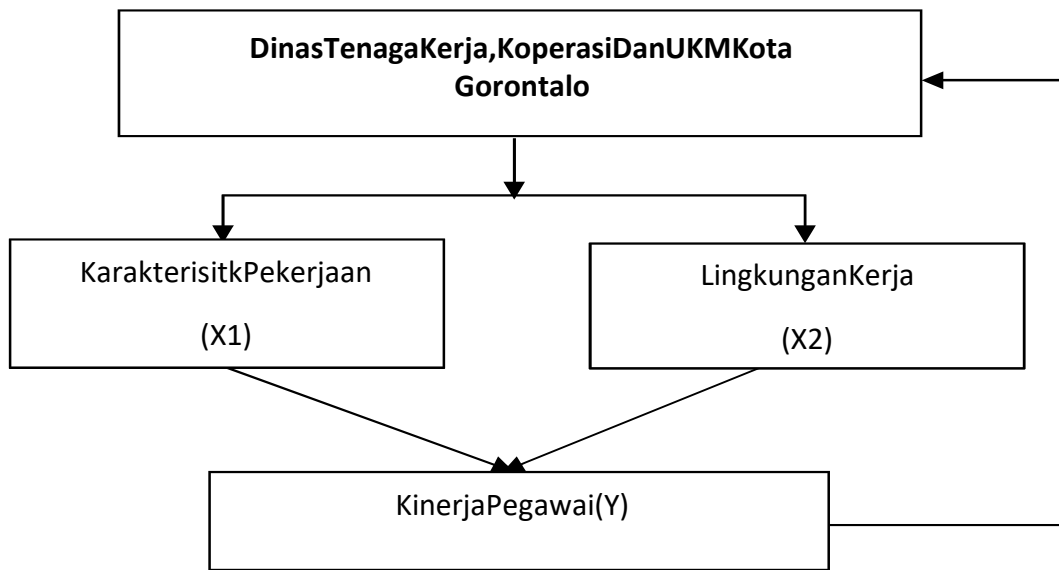 DinasTenagaKerja,KoperasiDanUKMKota
Gorontalo
KarakterisitkPekerjaan
(X1)
LingkunganKerja
(X2)
KinerjaPegawai(Y)